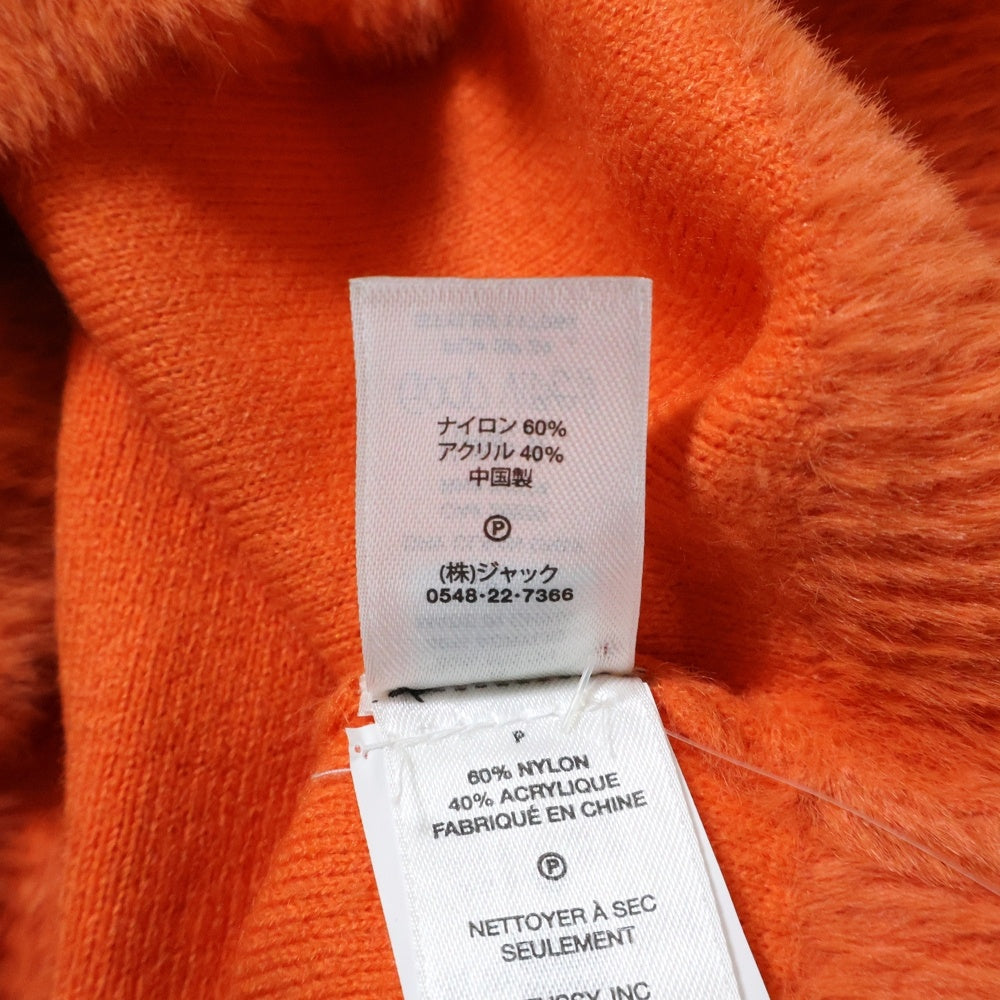 ナイロン 60%
アクリル 40%
中国製
Ⓟ
(株)ジャック
0548·22·7366
P
60% NYLON
40% ACRYLIQUE
FABRIQUÉ EN CHINE
Ⓟ
NETTOYER À SEC
SEULEMENT
INC